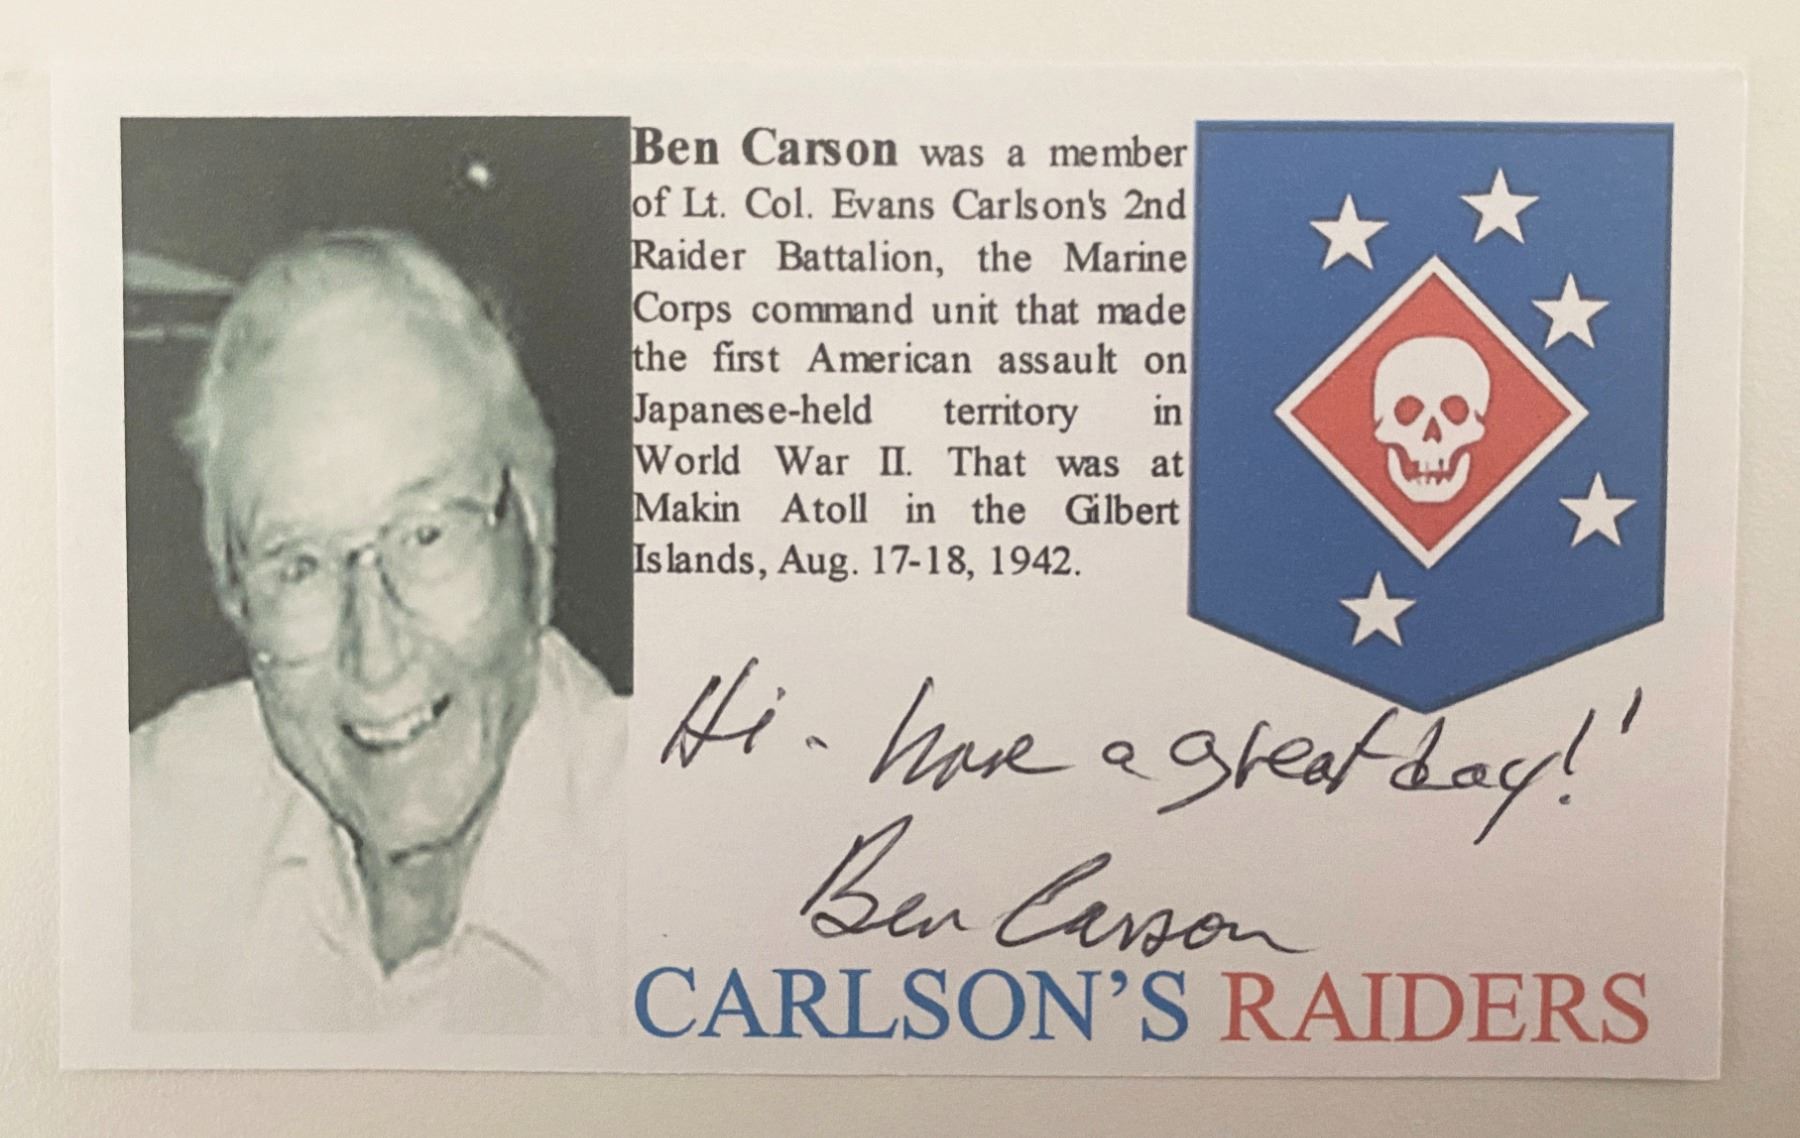 Ben Carson was a member
of Lt. Col. Evans Carlson's 2nd
Raider Battalion, the Marine
Corps command unit that made
the first American assault on
Japanese-held territory in
World War II. That was at
Makin Atoll in the Gilbert
Islands, Aug. 17-18, 1942.
Hi - have a great day!
Ben Carson
CARLSON'S RAIDERS